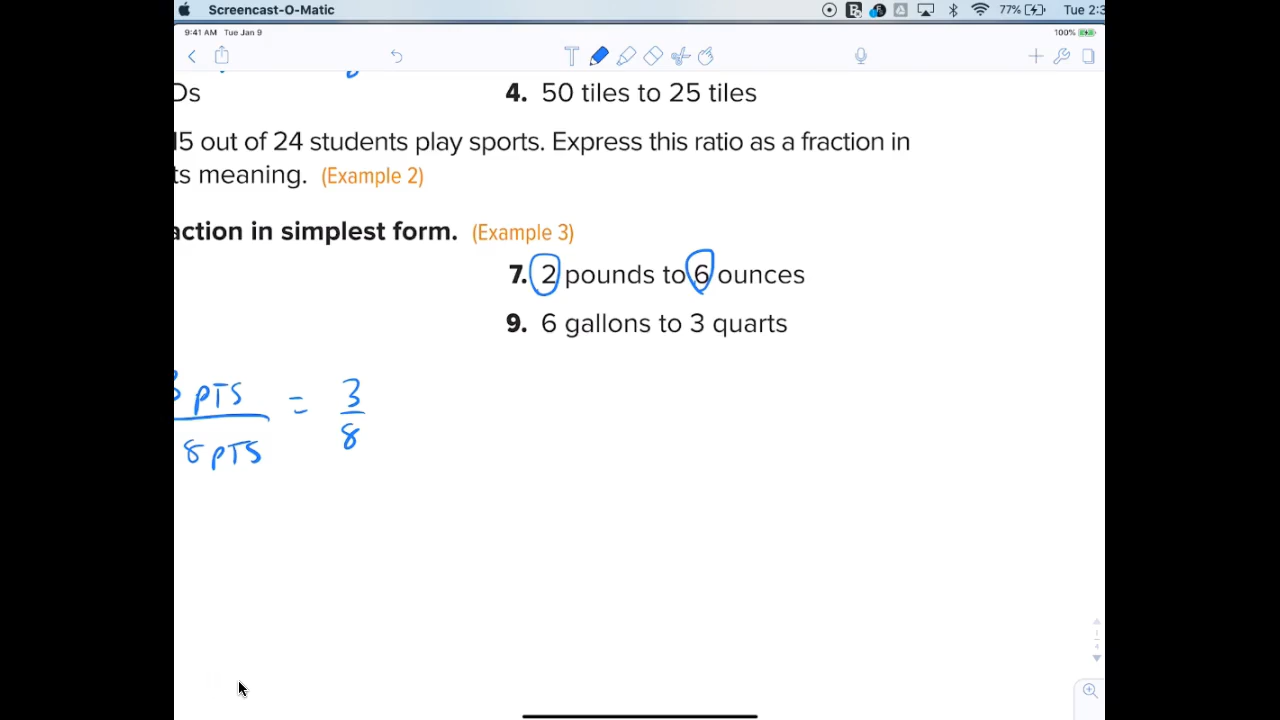 Screencast-O-Matic 77% Tue 2:3
9:41 AM Tue Jan 9 100%
T
Ds 4. 50 tiles to 25 tiles
15 out of 24 students play sports. Express this ratio as a fraction in
ts meaning. (Example 2)
action in simplest form. (Example 3)
7. 2 pounds to 6 ounces
9. 6 gallons to 3 quarts
pTS = 3
8 pTS 8